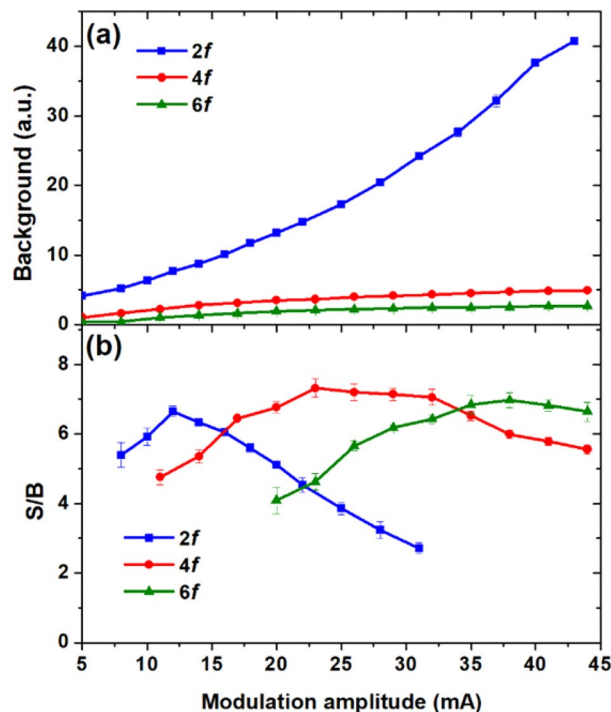 (a)
2f
4f
6f
Background (a.u.)
40
30
20
10
0
(b)
8
6
4
2
0
S/B
2f
4f
6f
5 10 15 20 25 30 35 40 45
Modulation amplitude (mA)